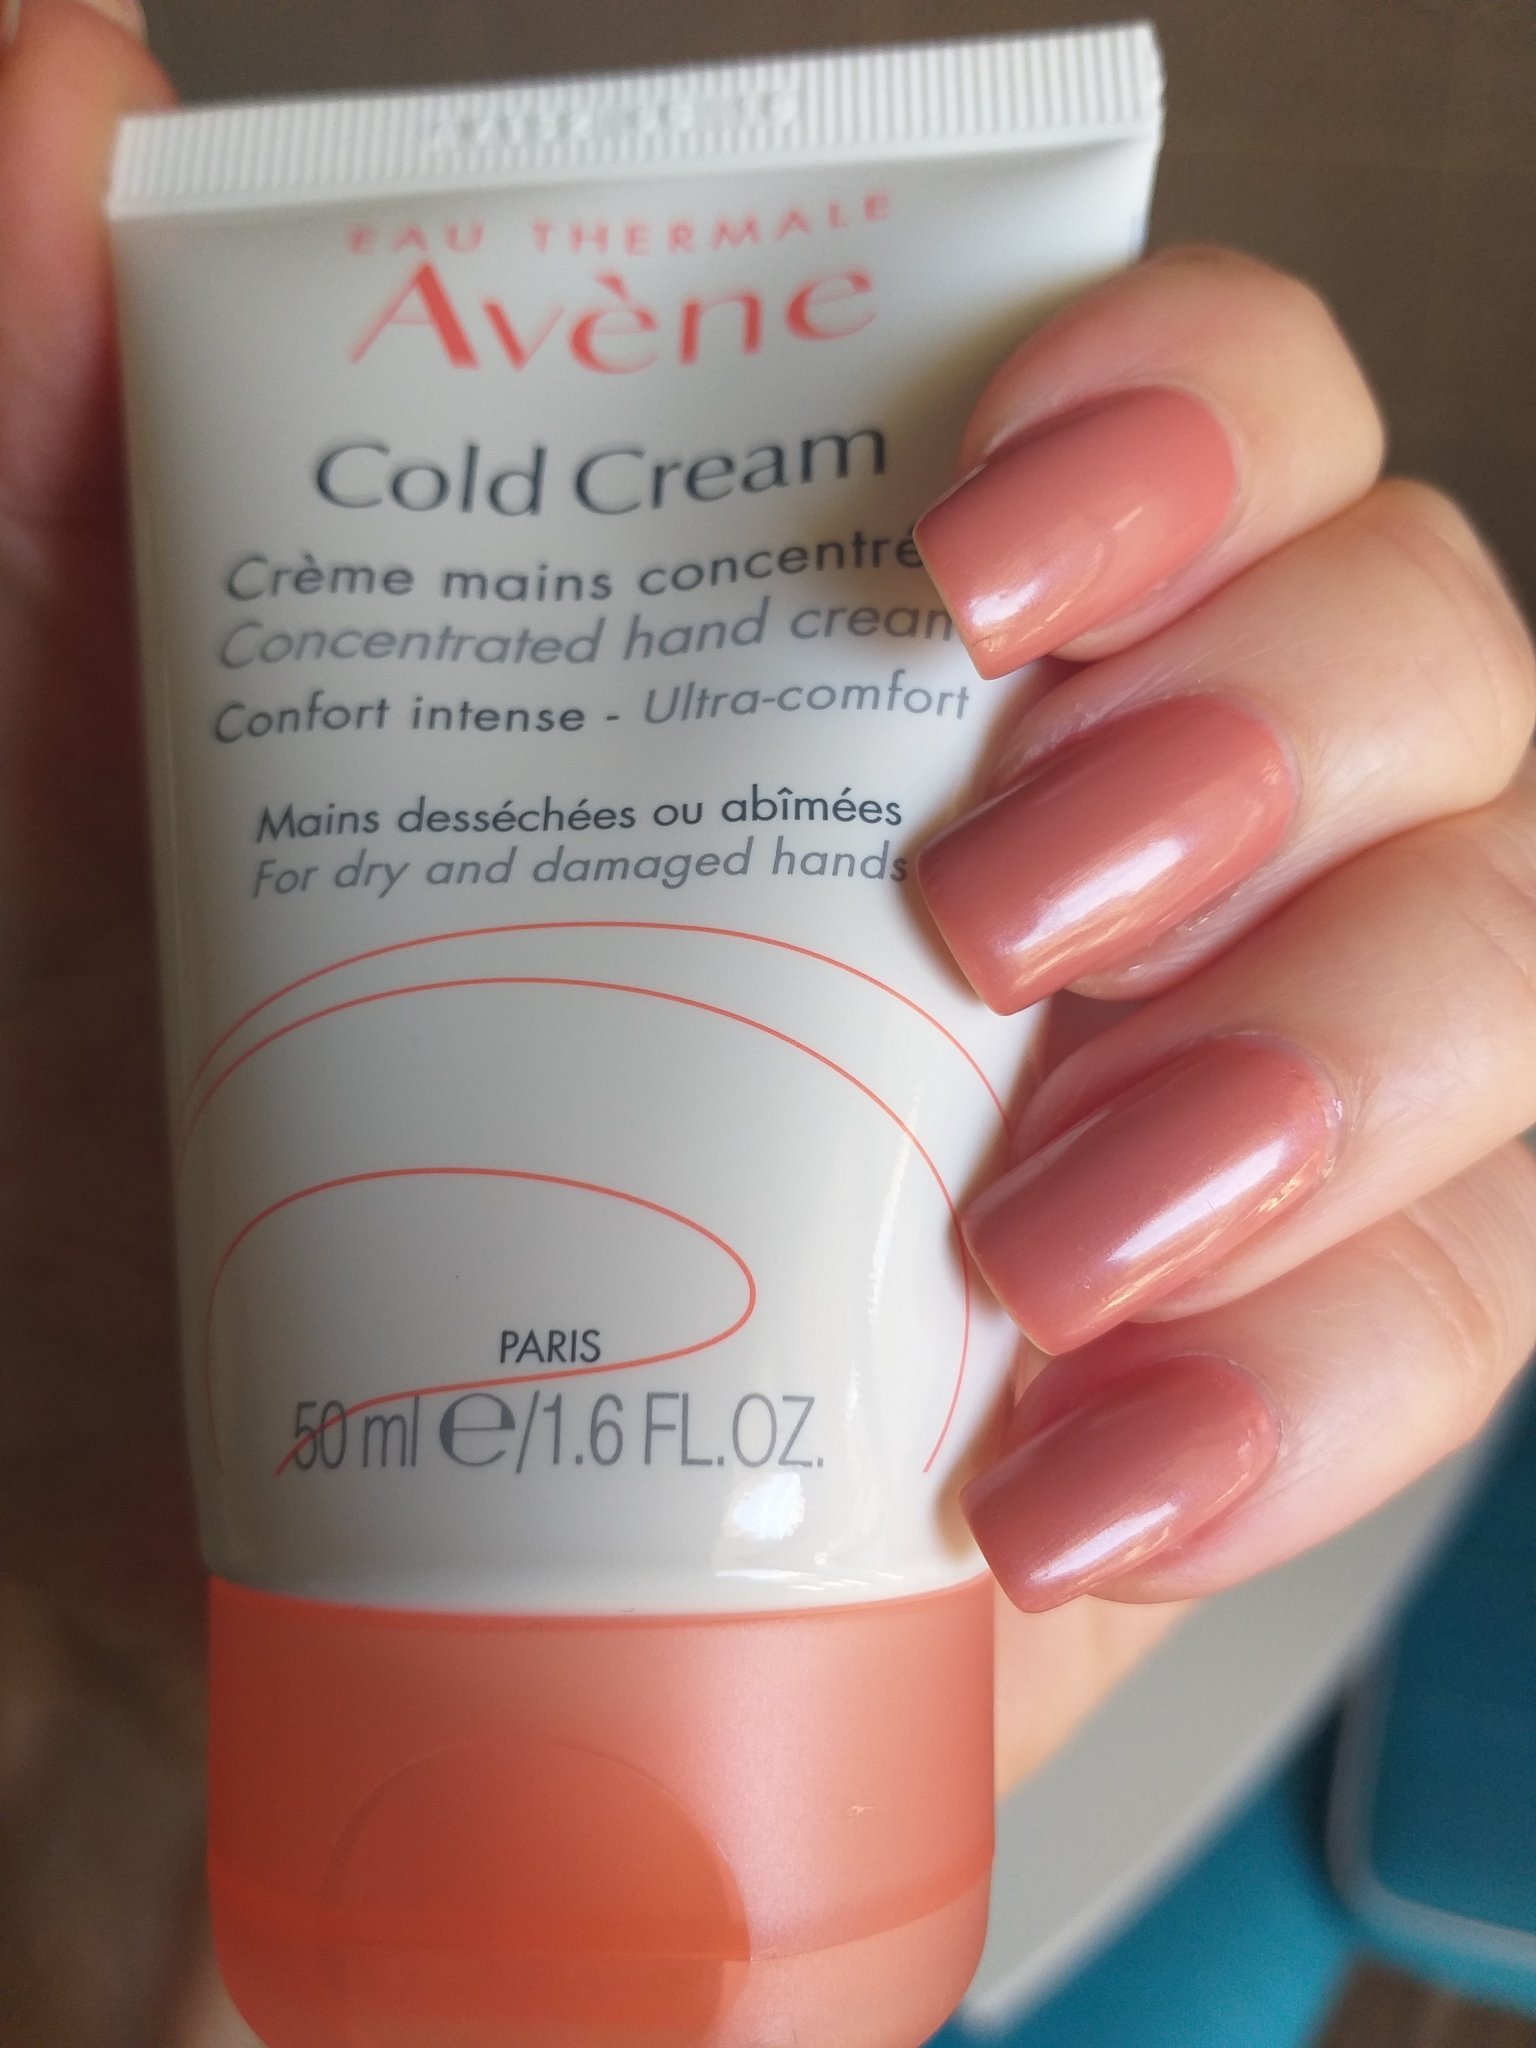 EAU THERMALE
Avène
Cold Cream
Crème mains concentré
Concentrated hand cream
Confort intense - Ultra-comfort
Mains desséchées ou abîmées
For dry and damaged hands
PARIS
50 ml e/1.6 FL.OZ.